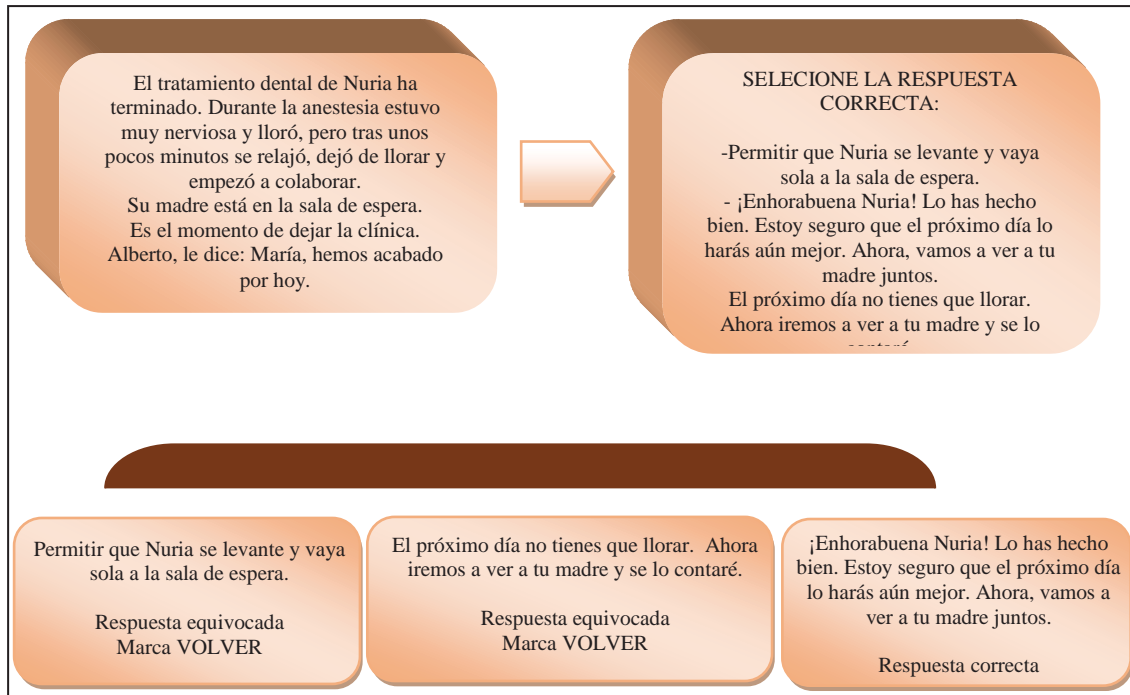 El tratamiento dental de Nuria ha
terminado. Durante la anestesia estuvo
muy nerviosa y lloró, pero tras unos
pocos minutos se relajó, dejó de llorar y
empezó a colaborar.
Su madre está en la sala de espera.
Es el momento de dejar la clínica.
Alberto, le dice: María, hemos acabado
por hoy.
SELECIONE LA RESPUESTA
CORRECTA:
-Permitir que Nuria se levante y vaya
sola a la sala de espera.
- ¡Enhorabuena Nuria! Lo has hecho
bien. Estoy seguro que el próximo día lo
harás aún mejor. Ahora, vamos a ver a tu
madre juntos.
El próximo día no tienes que llorar.
Ahora iremos a ver a tu madre y se lo
Permitir que Nuria se levante y vaya
sola a la sala de espera.
Respuesta equivocada
Marca VOLVER
El próximo día no tienes que llorar. Ahora
iremos a ver a tu madre y se lo contaré.
Respuesta equivocada
Marca VOLVER
¡Enhorabuena Nuria! Lo has hecho
bien. Estoy seguro que el próximo día
lo harás aún mejor. Ahora, vamos a
ver a tu madre juntos.
Respuesta correcta